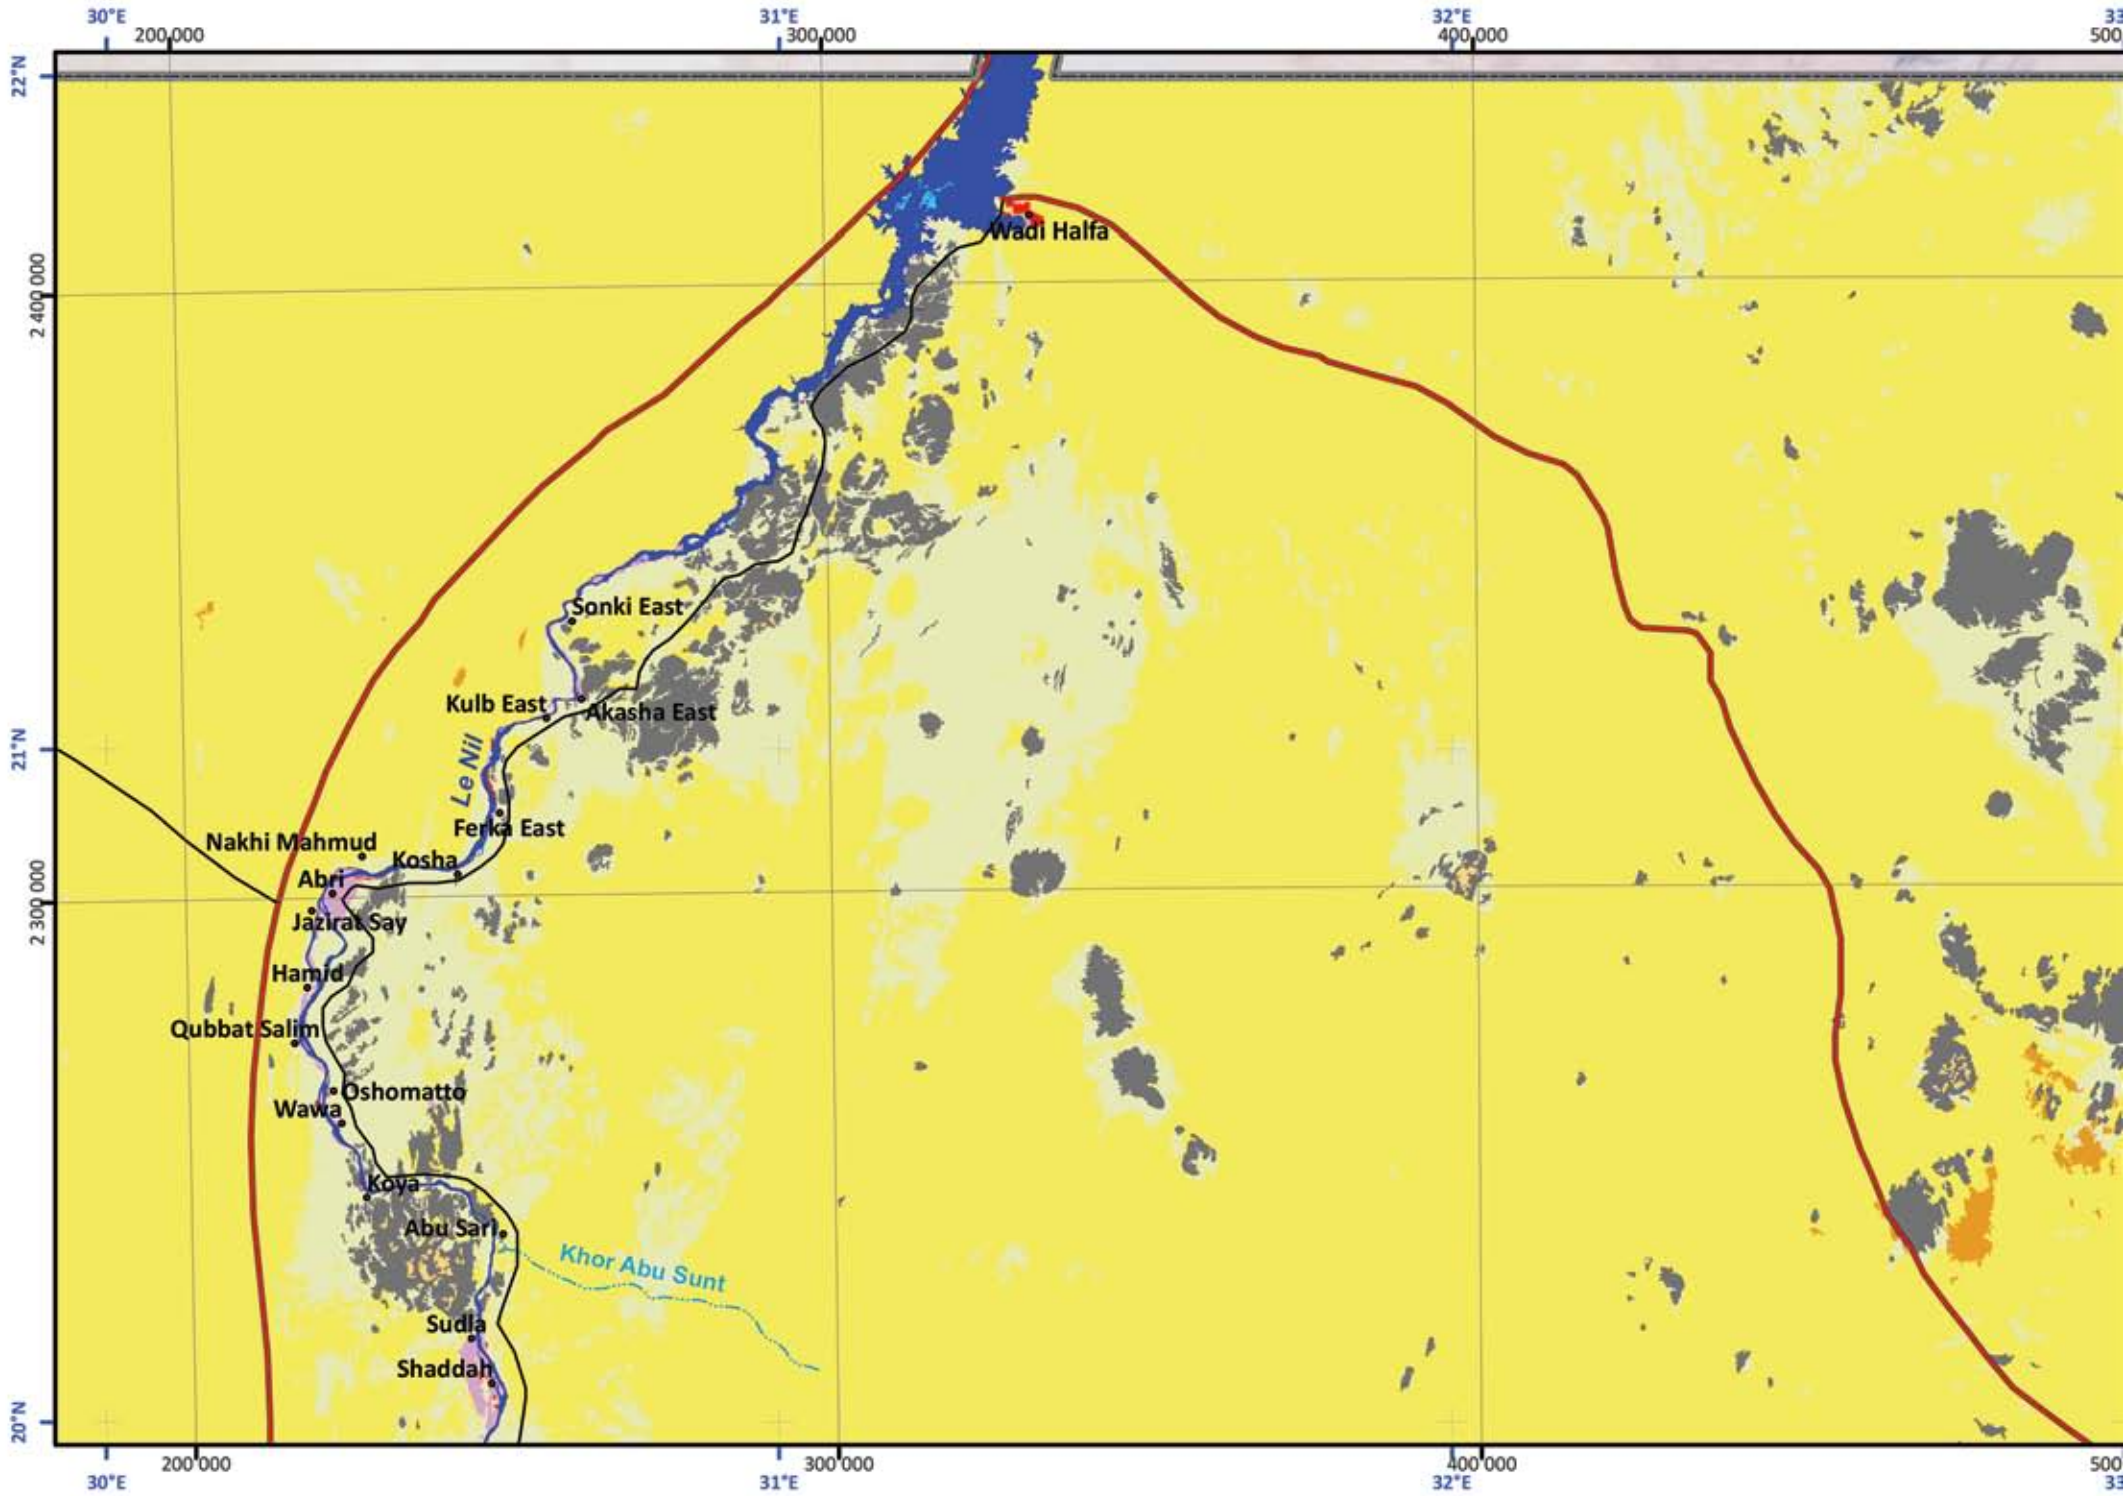 30°E
31°E
32°E
33
200 000
300 000
400 000
500
22°N
Wadi Halfa
2 400 000
Sonki East
Kulb East
Akasha East
21°N
Le Nil
Ferka East
Nakhi Mahmud
Kosha
Abri
2 300 000
Jazirat Say
Hamid
Qubbat Salim
Oshomatto
Wawa
Koya
Abu Sari
Khor Abu Sunt
Sudla
Shaddah
20°N
200 000
300 000
400 000
500
30°E
31°E
32°E
33